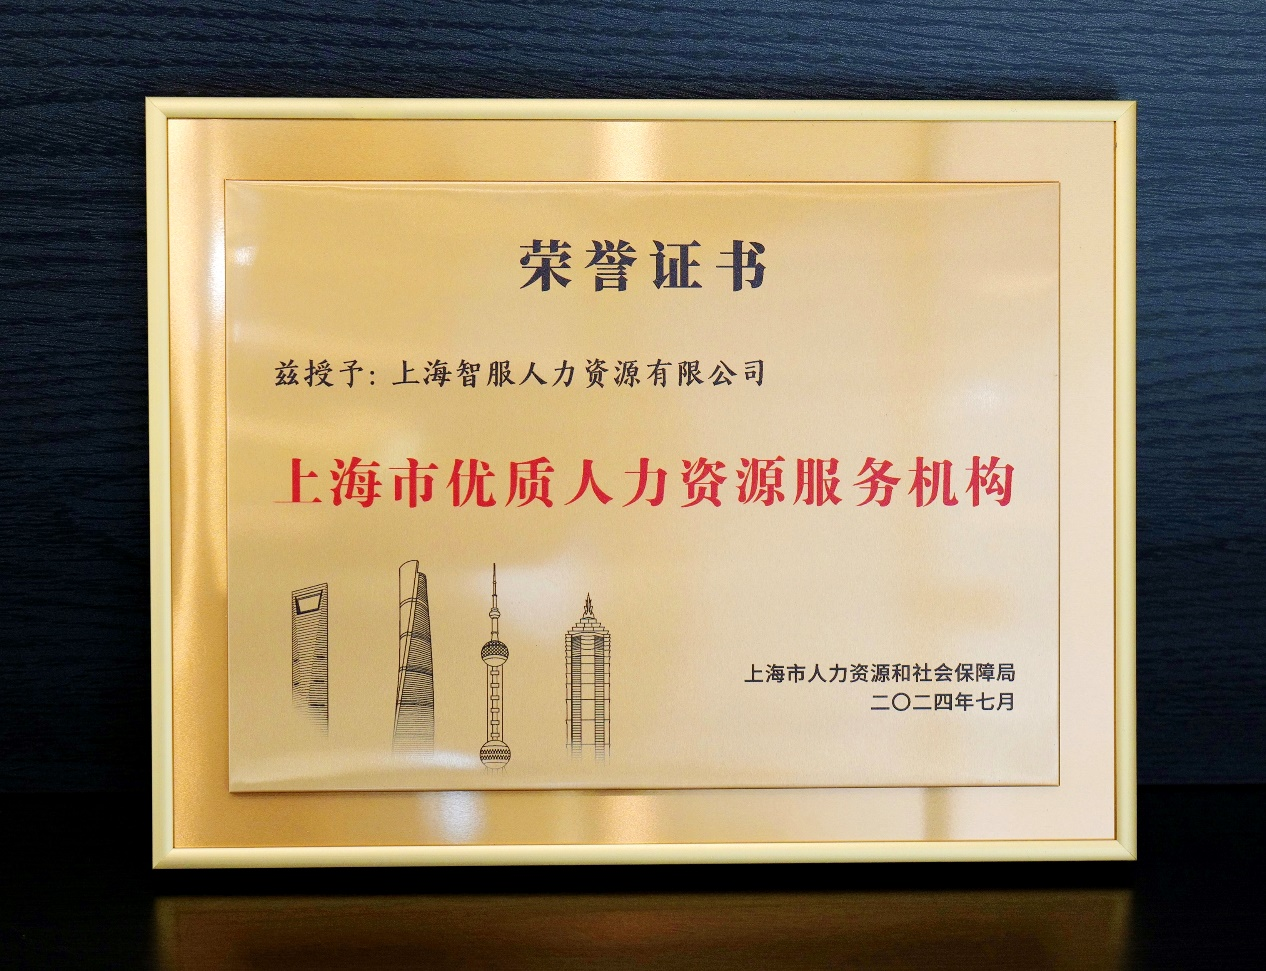 荣誉证书
兹授予: 上海智服人力资源有限公司
上海市优质人力资源服务机构
上海市人力资源和社会保障局
二〇二四年七月